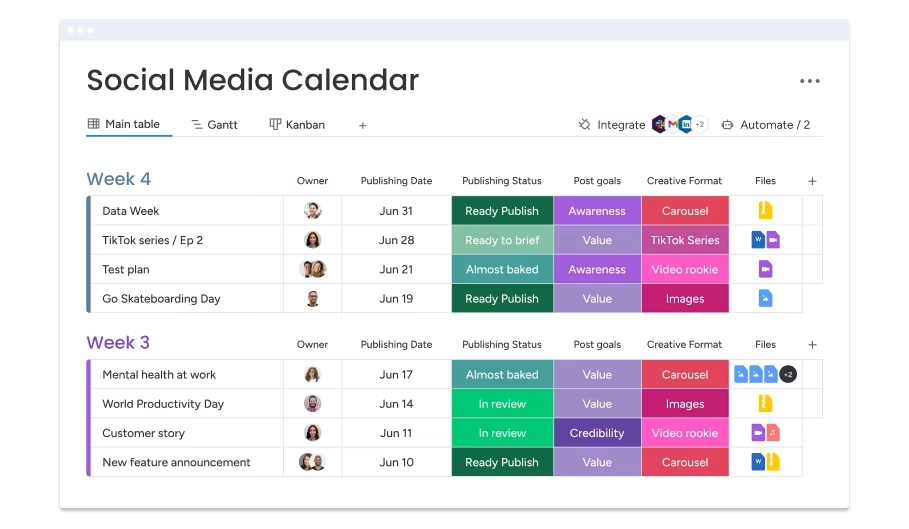 Social Media Calendar
Main table Gantt Kanban + Integrate in +2 Automate / 2
Week 4 Owner Publishing Date Publishing Status Post goals Creative Format Files +
Data Week Jun 31 Ready Publish Awareness Carousel
TikTok series / Ep 2 Jun 28 Ready to brief Value TikTok Series W
Test plan Jun 21 Almost baked Awareness Video rookie
Go Skateboarding Day Jun 19 Ready Publish Value Images
Week 3 Owner Publishing Date Publishing Status Post goals Creative Format Files +
Mental health at work Jun 17 Almost baked Value Carousel +2
World Productivity Day Jun 14 In review Value Images
Customer story Jun 11 In review Credibility Video rookie
New feature announcement Jun 10 Ready Publish Value Carousel W